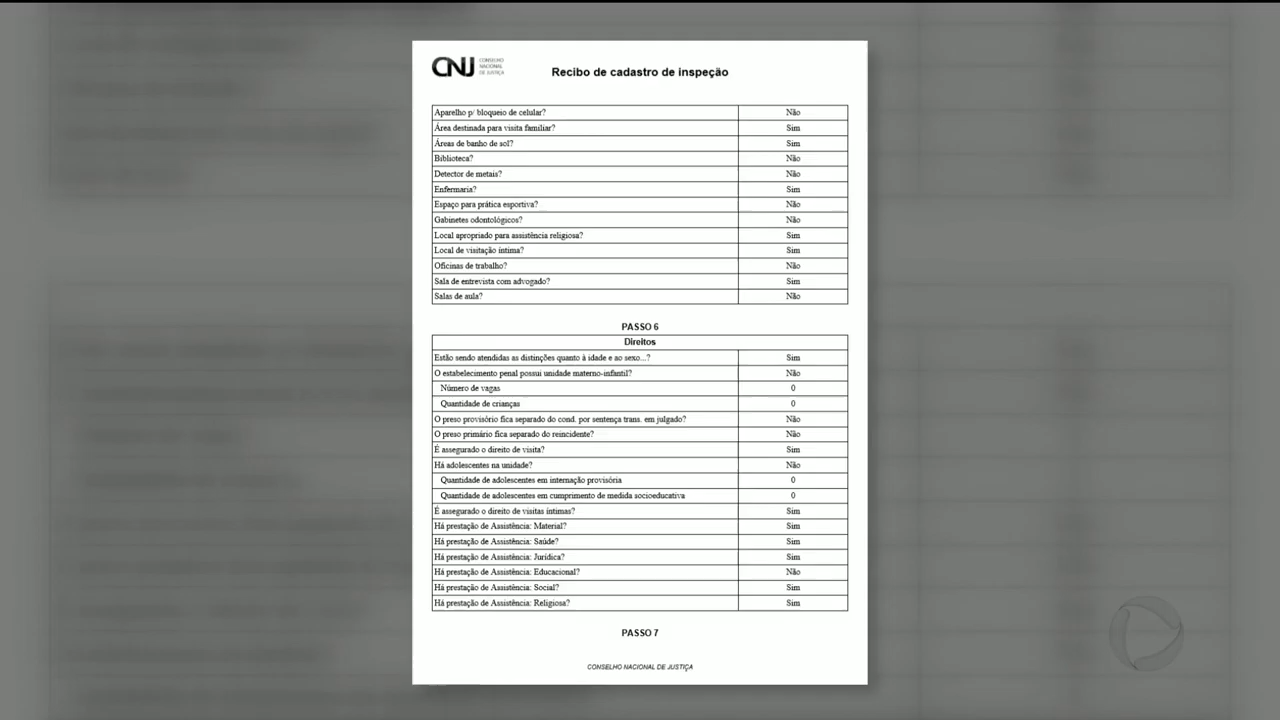 CNJ CONSELHO
NACIONAL
DE JUSTIÇA
Recibo de cadastro de inspeção
Aparelho p/ bloqueio de celular? Não
Área destinada para visita familiar? Sim
Áreas de banho de sol? Sim
Biblioteca? Não
Detector de metais? Não
Enfermaria? Sim
Espaço para prática esportiva? Não
Gabinetes odontológicos? Não
Local apropriado para assistência religiosa? Sim
Local de visitação íntima? Sim
Oficinas de trabalho? Não
Sala de entrevista com advogado? Sim
Salas de aula? Não
PASSO 6
Direitos
Estão sendo atendidas as distinções quanto à idade e ao sexo...? Sim
O estabelecimento penal possui unidade materno-infantil? Não
Número de vagas 0
Quantidade de crianças 0
O preso provisório fica separado do cond. por sentença trans. em julgado? Não
O preso primário fica separado do reincidente? Não
É assegurado o direito de visita? Sim
Há adolescentes na unidade? Não
Quantidade de adolescentes em internação provisória 0
Quantidade de adolescentes em cumprimento de medida socioeducativa 0
É assegurado o direito de visitas íntimas? Sim
Há prestação de Assistência: Material? Sim
Há prestação de Assistência: Saúde? Sim
Há prestação de Assistência: Jurídica? Sim
Há prestação de Assistência: Educacional? Não
Há prestação de Assistência: Social? Sim
Há prestação de Assistência: Religiosa? Sim
PASSO 7
CONSELHO NACIONAL DE JUSTIÇA